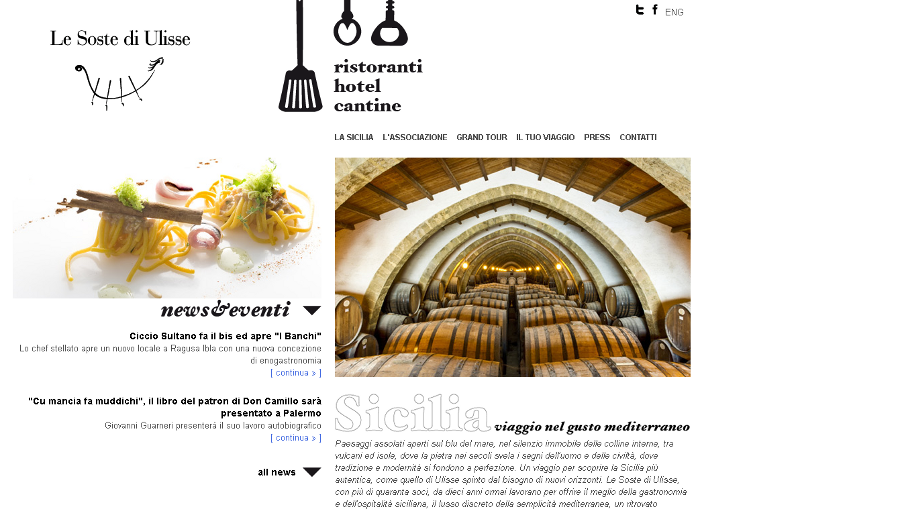 ENG
Le Soste di Ulisse
ristoranti
hotel
cantine
LA SICILIA L'ASSOCIAZIONE GRAND TOUR IL TUO VIAGGIO PRESS CONTATTI
news&eventi
Ciccio Sultano fa il bis ed apre "I Banchi"
Lo chef stellato apre un nuovo locale a Ragusa Ibla con una nuova concezione
di enogastronomia
[ continua » ]
"Cu mancia fa muddichi", il libro del patron di Don Camillo sarà
presentato a Palermo
Giovanni Guarneri presenterà il suo lavoro autobiografico
[ continua » ]
all news
Sicilia viaggio nel gusto mediterraneo
Paesaggi assolati aperti sul blu del mare, nel silenzio immobile delle colline interne, tra
vulcani ed isole, dove la pietra nei secoli svela i segni dell'uomo e delle civiltà, dove
tradizione e modernità si fondono a perfezione. Un viaggio per scoprire la Sicilia più
autentica, come quello di Ulisse spinto dal bisogno di nuovi orizzonti. Le Soste di Ulisse,
con più di quaranta soci, da dieci anni ormai lavorano per offrire il meglio della gastronomia
e dell'ospitalità siciliana, il lusso discreto della semplicità mediterranea, un ritrovato